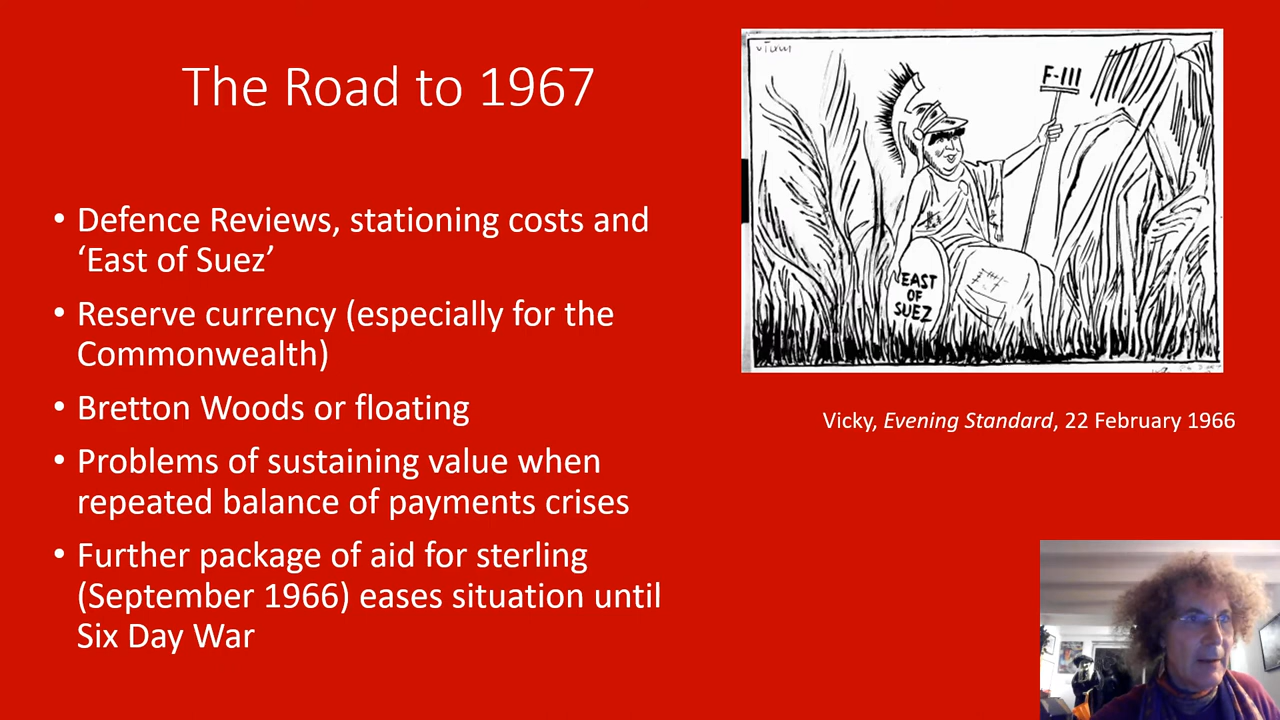 The Road to 1967
• Defence Reviews, stationing costs and
‘East of Suez’
• Reserve currency (especially for the
Commonwealth)
• Bretton Woods or floating
• Problems of sustaining value when
repeated balance of payments crises
• Further package of aid for sterling
(September 1966) eases situation until
Six Day War
F-III
EAST
OF
SUEZ
Vicky, Evening Standard, 22 February 1966